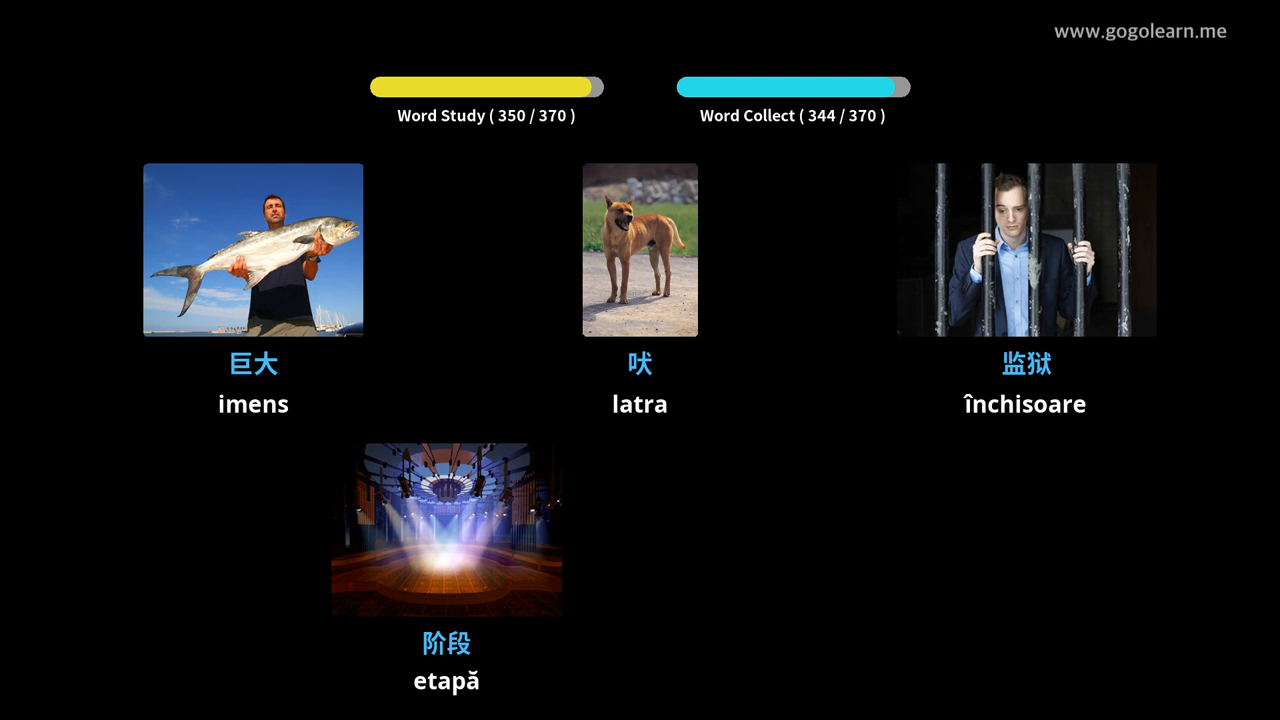 www.gogolearn.me
Word Study ( 350 / 370 )
Word Collect ( 344 / 370 )
巨大
imens
吠
latra
监狱
închisoare
阶段
etapă